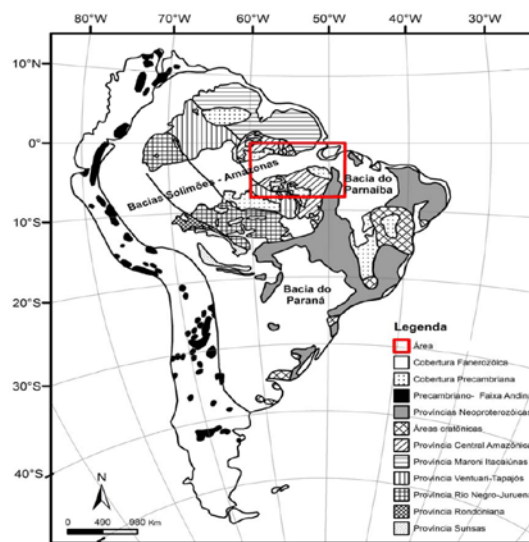 80°W 70°W 60°W 50°W 40°W 30°W
10°N
0°
10°S
20°S
30°S
40°S
Bacias Solimões - Amazonas
Bacia do
Parnaíba
Bacia do
Paraná
Legenda
Área
Cobertura Fanerozóica
Cobertura Precambriana
Precambriano- Faixa Andina
Províncias Neoproterozóicas
Áreas cratônicas
Província Central Amazônica
Província Maroni Itacaiúnas
Província Ventuari-Tapajós
Província Rio Negro-Juruena
Província Rondoniana
Província Sunsas
N
0 490 980 Km